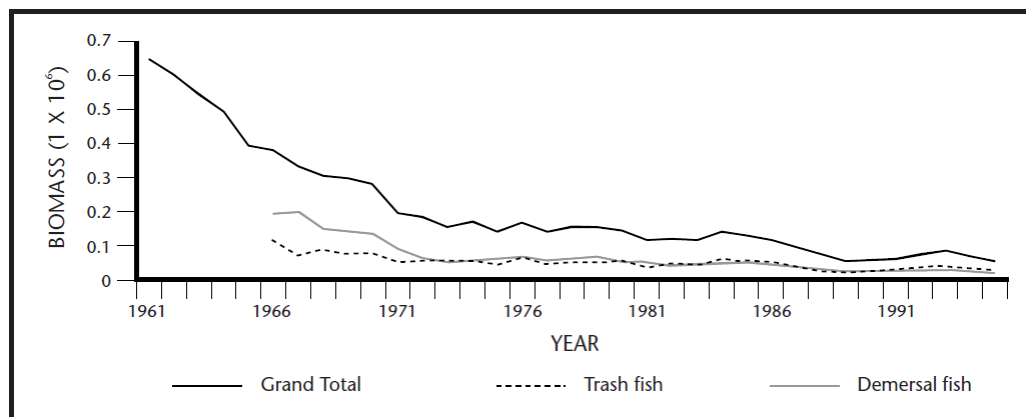 0.7
0.6
0.5
0.4
0.3
0.2
0.1
0
BIOMASS (1 X 10⁶)
1961 1966 1971 1976 1981 1986 1991
YEAR
Grand Total Trash fish Demersal fish